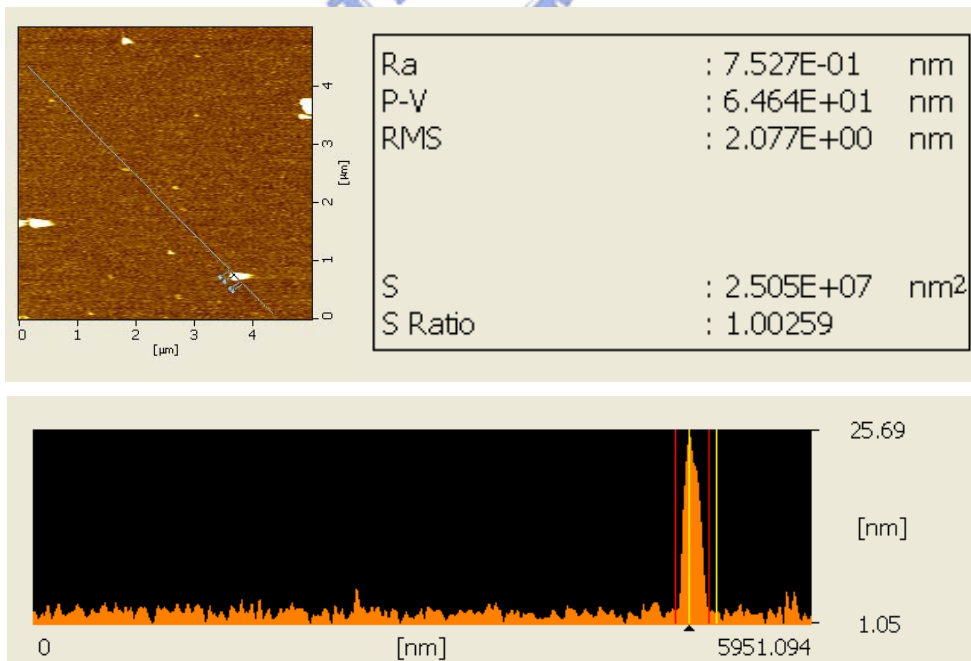 Ra : 7.527E-01 nm
P-V : 6.464E+01 nm
RMS : 2.077E+00 nm
S : 2.505E+07 nm2
S Ratio : 1.00259
4
3
2
1
0
[µm]
0 1 2 3 4
[µm]
25.69
[nm]
1.05
0 [nm] 5951.094